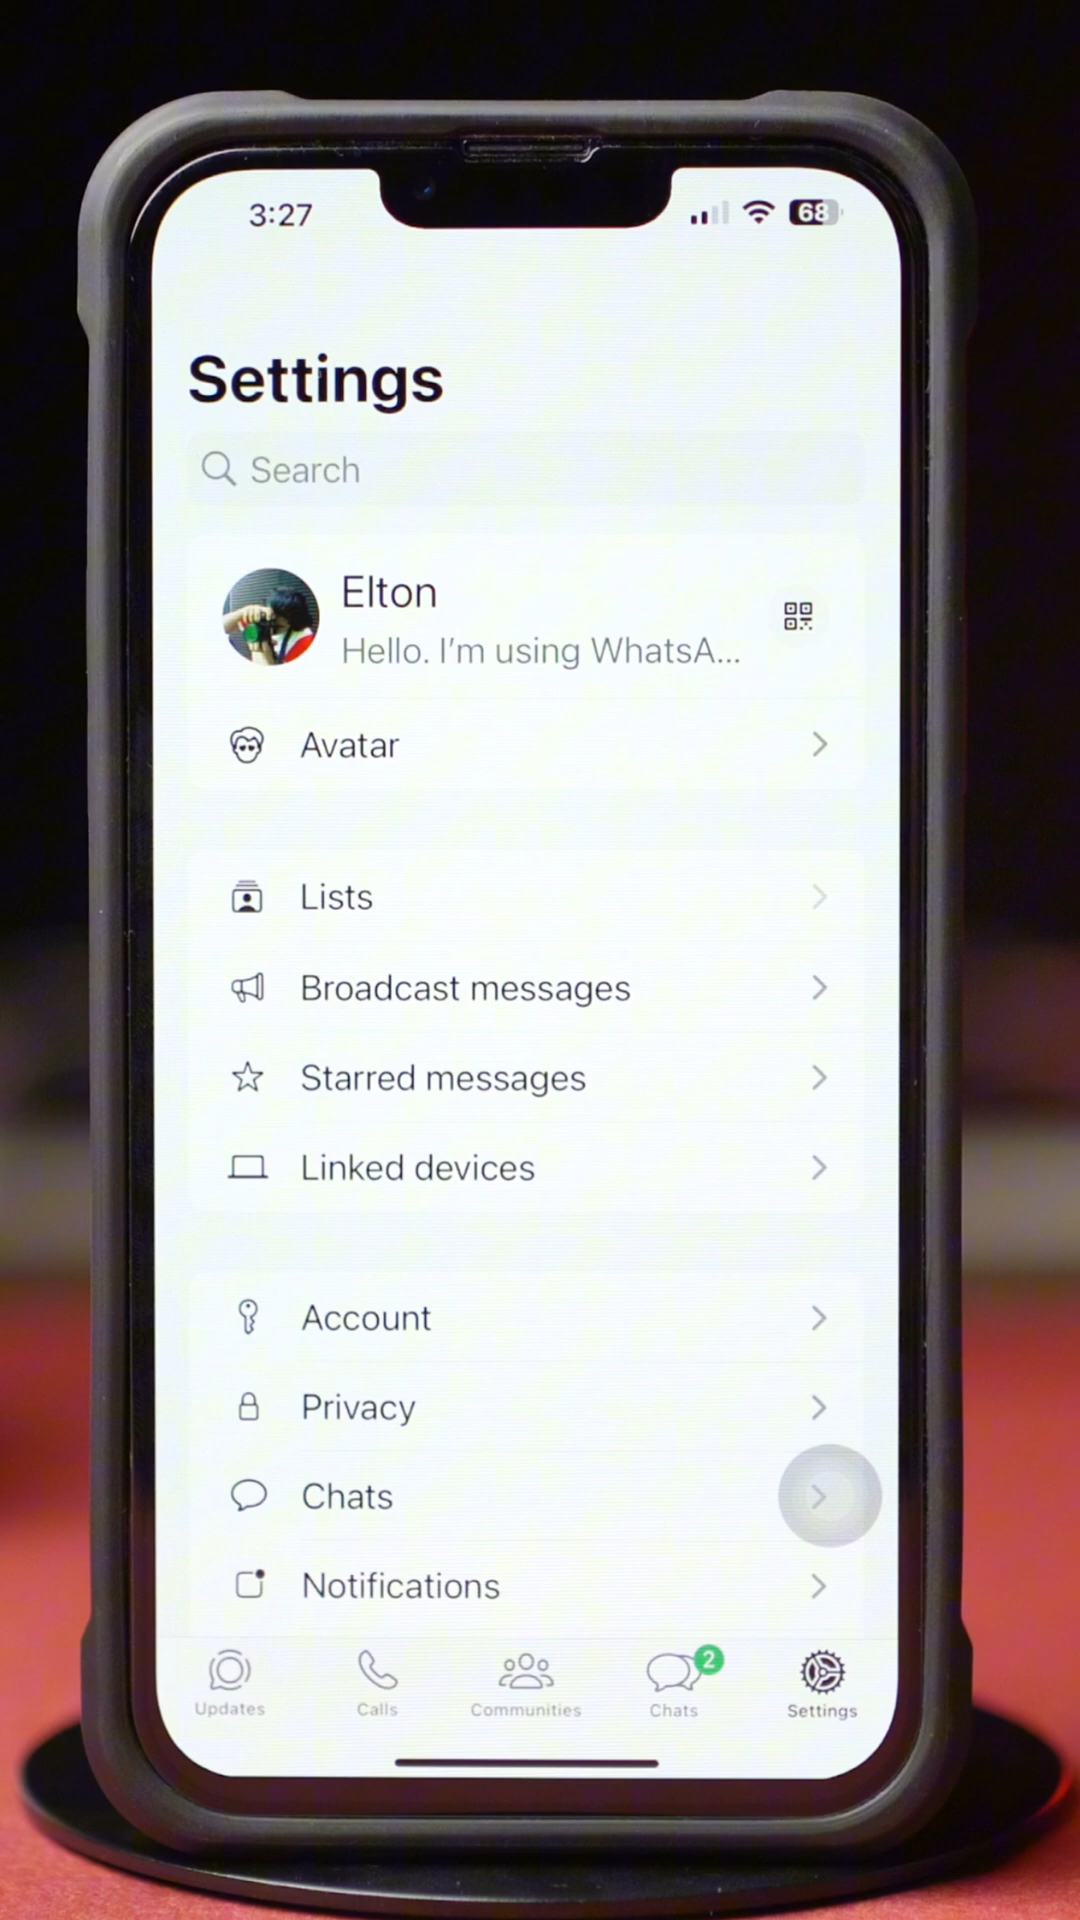 3:27
68
Settings
Search
Elton
Hello. I'm using WhatsA...
Avatar
Lists
Broadcast messages
Starred messages
Linked devices
Account
Privacy
Chats
Notifications
2
Updates
Calls
Communities
Chats
Settings